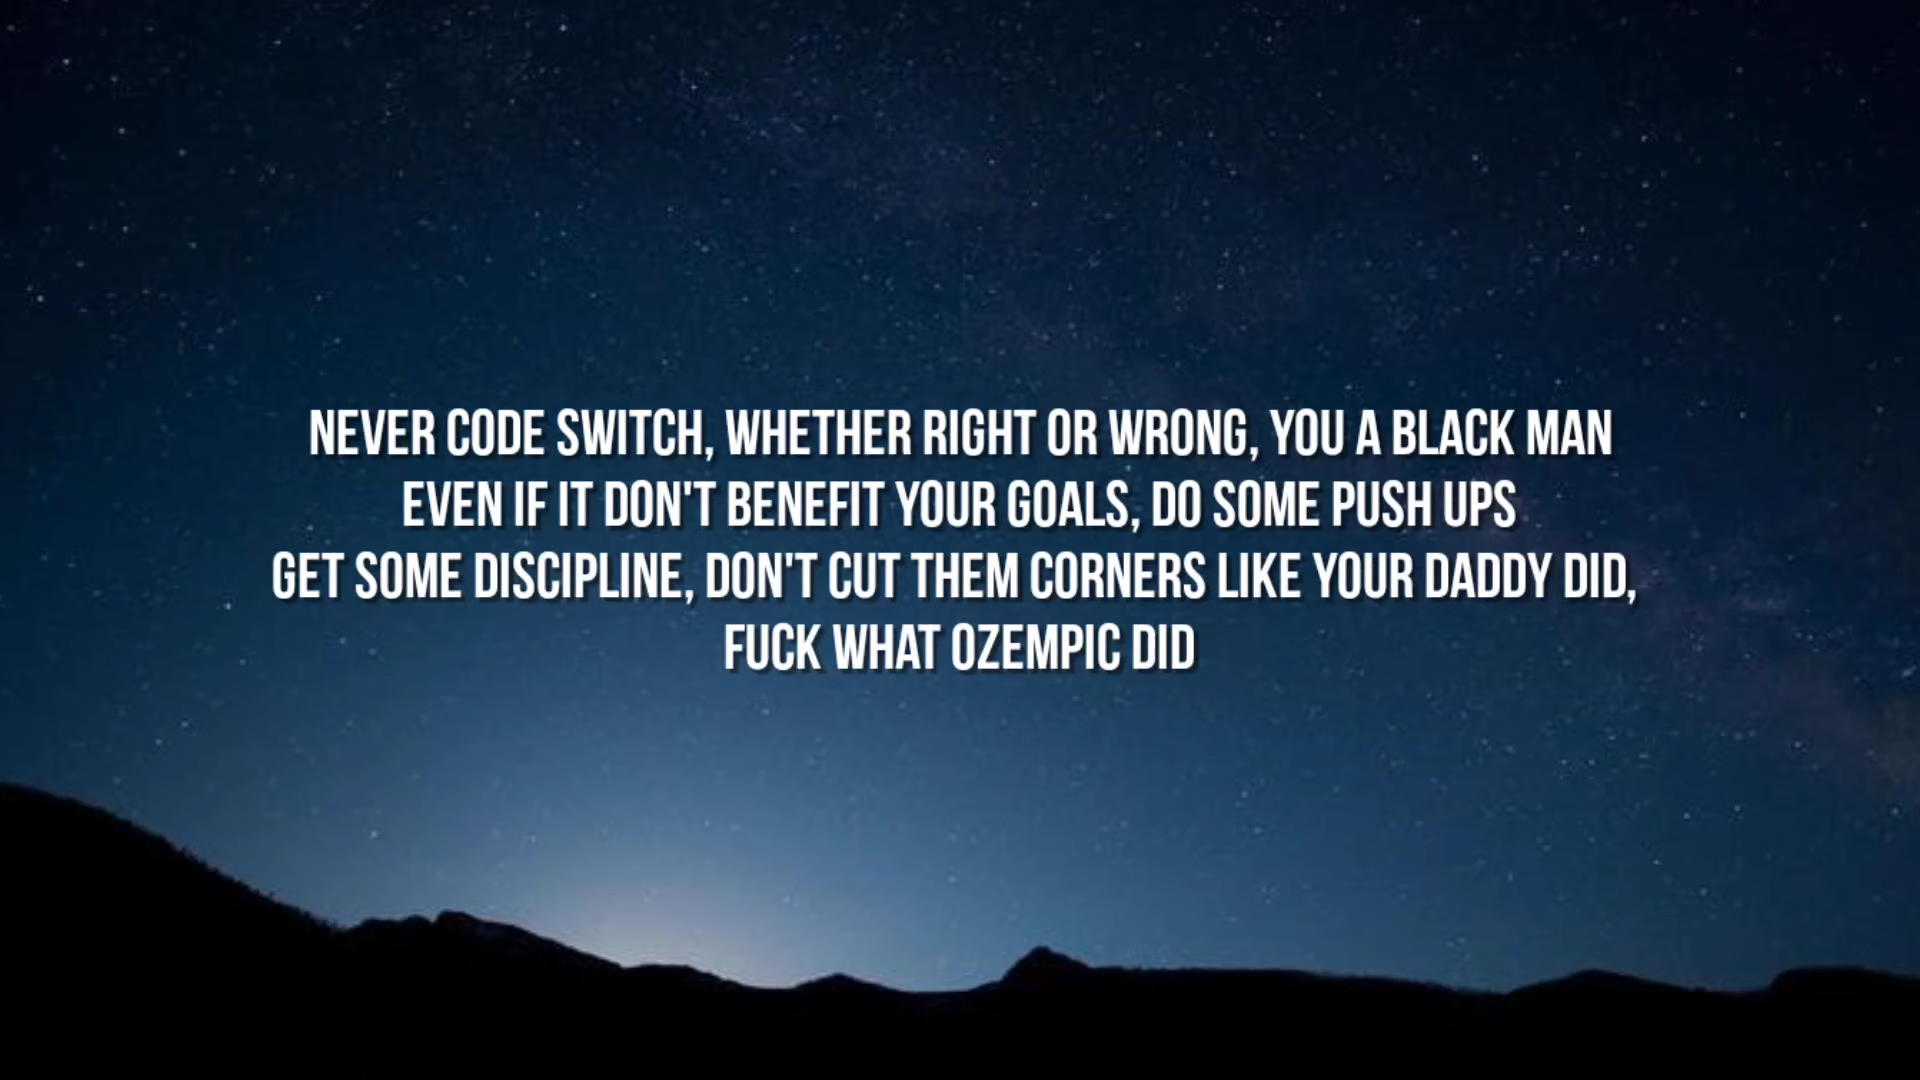 NEVER CODE SWITCH, WHETHER RIGHT OR WRONG, YOU A BLACK MAN
EVEN IF IT DON'T BENEFIT YOUR GOALS, DO SOME PUSH UPS
GET SOME DISCIPLINE, DON'T CUT THEM CORNERS LIKE YOUR DADDY DID,
FUCK WHAT OZEMPIC DID